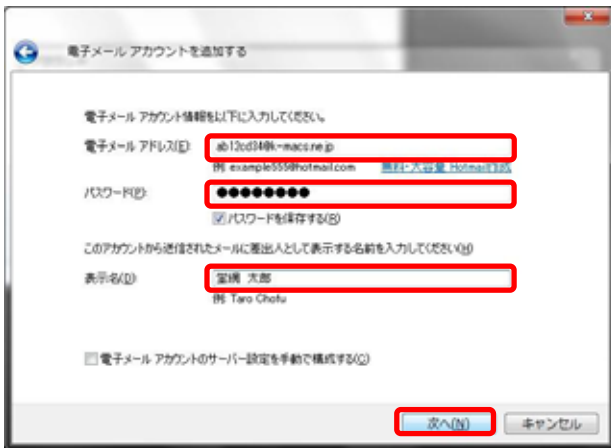 電子メール アカウントを追加する
電子メール アカウント情報を以下に入力してください。
電子メール アドレス(E):
ab12cd34@k-macs.ne.jp
例: example555@hotmail.com 無料・大容量 Hotmail
パスワード(P):
●●●●●●●●
パスワードを保存する(R)
このアカウントから送信されたメールに差出人として表示する名前を入力してください(H)
表示名(D):
太郎
例: Taro Chofu
電子メール アカウントのサーバー設定を手動で構成する(C)
次へ(N) キャンセル